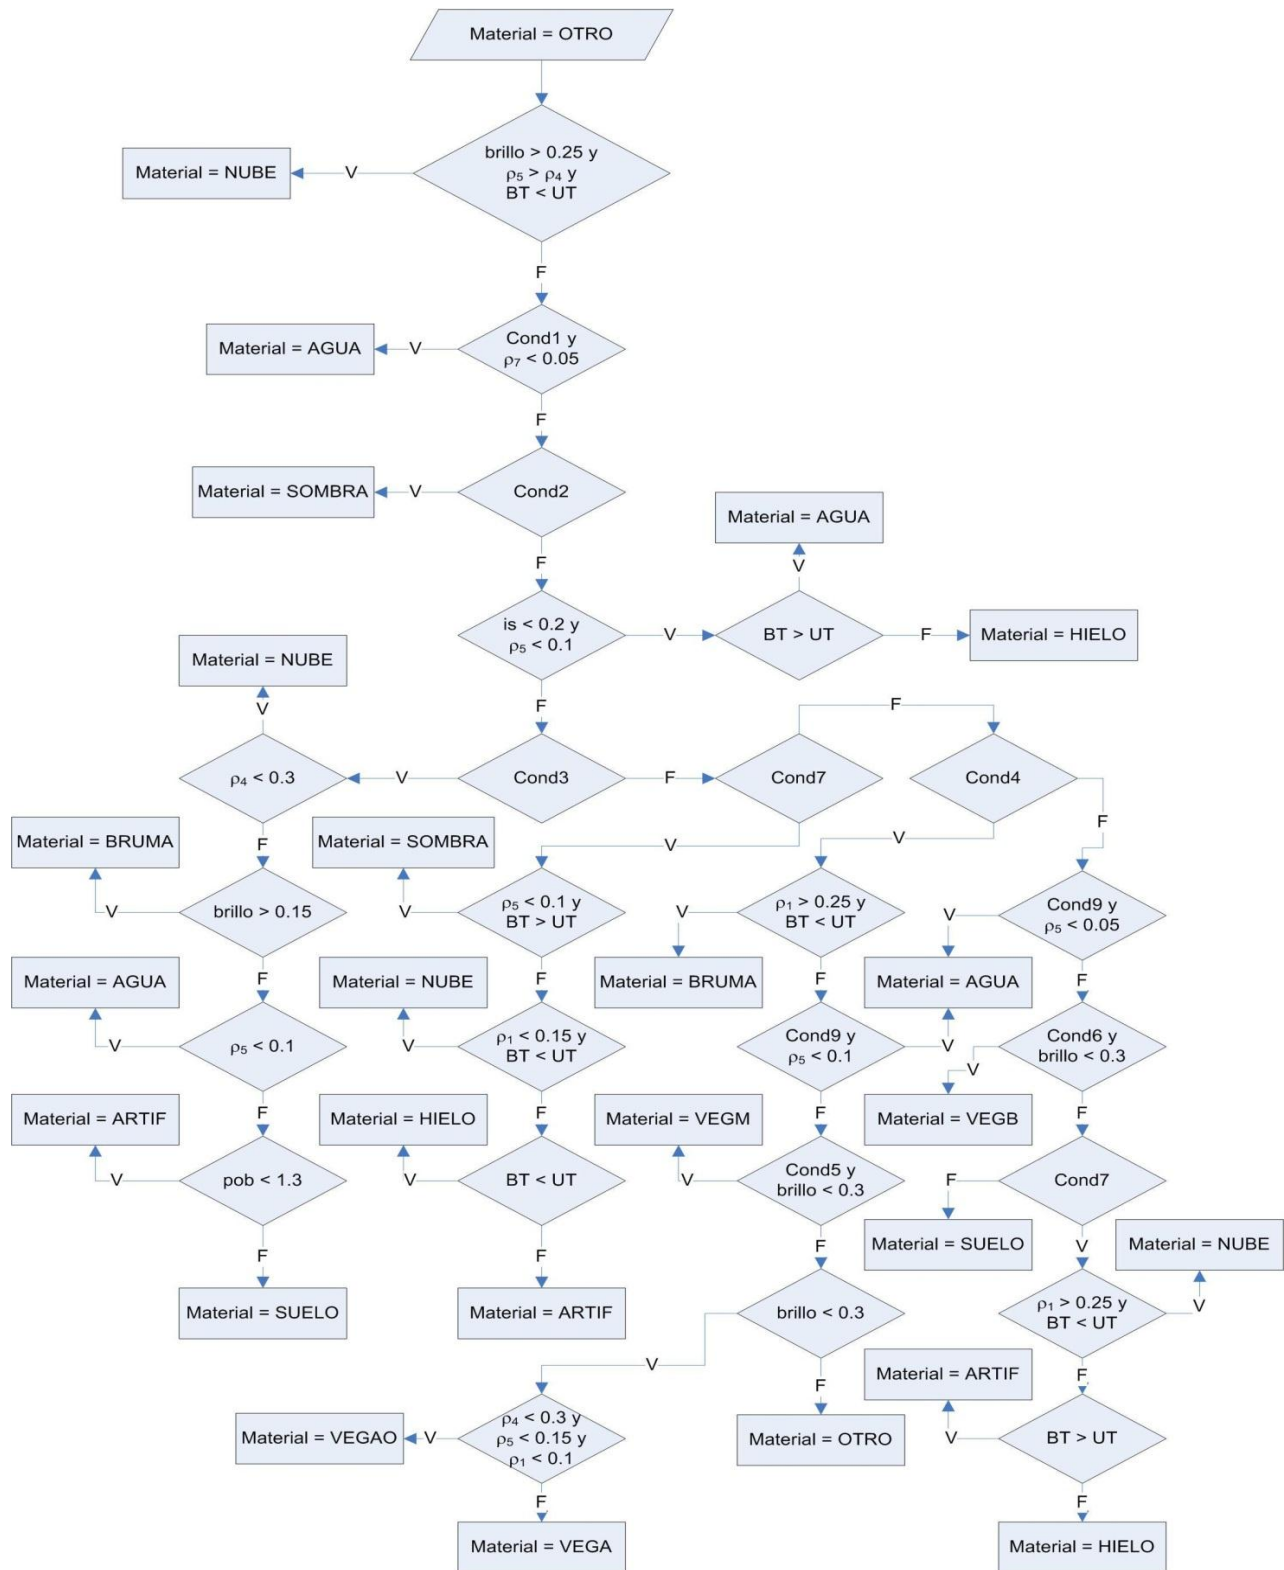 Material = OTRO
brillo > 0.25 y
ρ₅ > ρ₄ y
BT < UT
V
Material = NUBE
F
Cond1 y
ρ₇ < 0.05
V
Material = AGUA
F
Cond2
V
Material = SOMBRA
F
is < 0.2 y
ρ₅ < 0.1
V
BT > UT
V
Material = AGUA
F
Material = HIELO
F
Cond3
V
ρ₄ < 0.3
V
Material = NUBE
F
brillo > 0.15
V
Material = BRUMA
F
ρ₅ < 0.1
V
Material = AGUA
F
pob < 1.3
V
Material = ARTIF
F
Material = SUELO
F
Cond7
V
ρ₅ < 0.1 y
BT > UT
V
Material = SOMBRA
F
ρ₁ < 0.15 y
BT < UT
V
Material = NUBE
F
BT < UT
V
Material = HIELO
F
Material = ARTIF
F
Cond4
V
ρ₁ > 0.25 y
BT < UT
V
Material = BRUMA
F
Cond9 y
ρ₅ < 0.1
V
Material = AGUA
F
Cond5 y
brillo < 0.3
V
Material = VEGM
F
brillo < 0.3
V
ρ₄ < 0.3 y
ρ₅ < 0.15 y
ρ₁ < 0.1
V
Material = VEGAO
F
Material = VEGA
F
Material = OTRO
F
Cond9 y
ρ₅ < 0.05
V
F
Cond6 y
brillo < 0.3
V
Material = VEGB
F
Cond7
F
Material = SUELO
V
ρ₁ > 0.25 y
BT < UT
V
Material = NUBE
F
BT > UT
V
Material = ARTIF
F
Material = HIELO